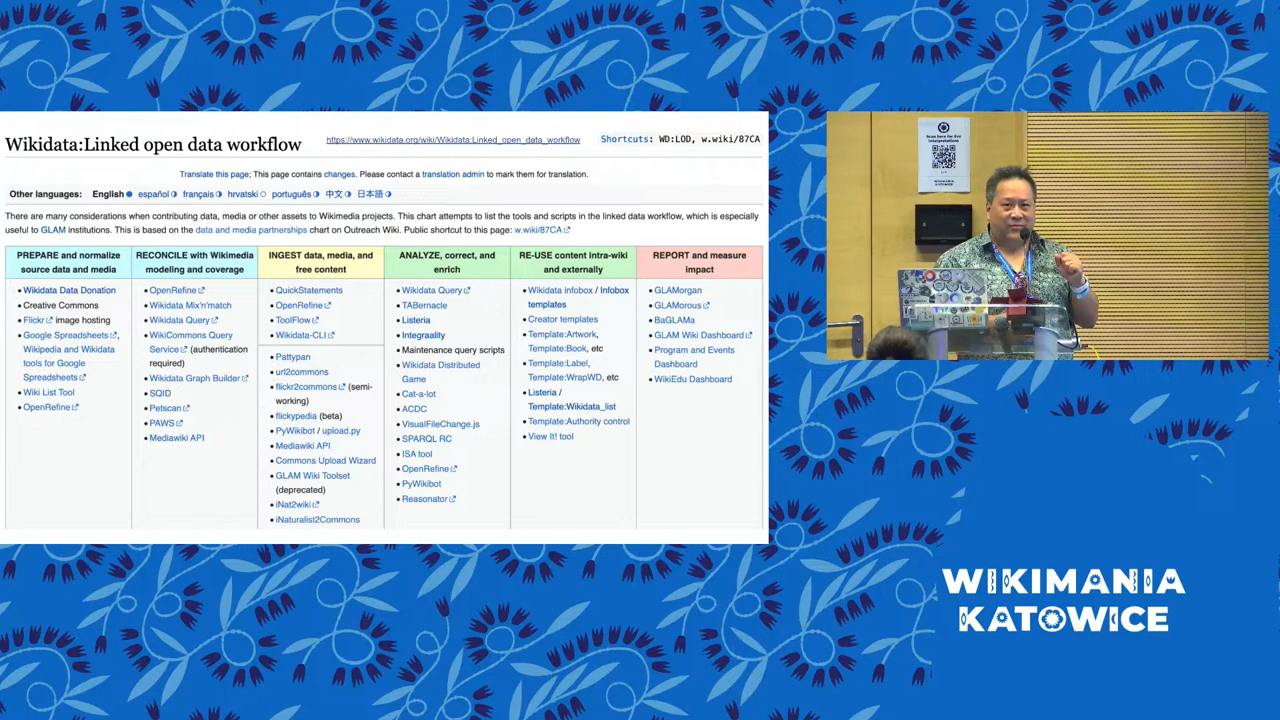 Wikidata:Linked open data workflow
https://www.wikidata.org/wiki/Wikidata:Linked_open_data_workflow
Shortcuts: WD:LOD, w.wiki/87CA
Translate this page; This page contains changes. Please contact a translation admin to mark them for translation.
Other languages: English español français hrvatski português 中文 日本語
There are many considerations when contributing data, media or other assets to Wikimedia projects. This chart attempts to list the tools and scripts in the linked data workflow, which is especially
useful to GLAM institutions. This is based on the data and media partnerships chart on Outreach Wiki. Public shortcut to this page: w.wiki/87CA
PREPARE and normalize
source data and media
• Wikidata Data Donation
• Creative Commons
• Flickr image hosting
• Google Spreadsheets,
Wikipedia and Wikidata
tools for Google
Spreadsheets
• Wiki List Tool
• OpenRefine
RECONCILE with Wikimedia
modeling and coverage
• OpenRefine
• Wikidata Mix'n'match
• Wikidata Query
• WikiCommons Query
Service (authentication
required)
• Wikidata Graph Builder
• SQID
• Petscan
• PAWS
• Mediawiki API
INGEST data, media, and
free content
• QuickStatements
• OpenRefine
• ToolFlow
• Wikidata-CLI
• Pattypan
• url2commons
• flickr2commons (semi-
working)
• flickypedia (beta)
• PyWikibot / upload.py
• Mediawiki API
• Commons Upload Wizard
• GLAM Wiki Toolset
(deprecated)
• iNat2wiki
• iNaturalist2Commons
ANALYZE, correct, and
enrich
• Wikidata Query
• TABernacle
• Listeria
• Integraality
• Maintenance query scripts
• Wikidata Distributed
Game
• Cat-a-lot
• ACDC
• VisualFileChange.js
• SPARQL RC
• ISA tool
• OpenRefine
• PyWikibot
• Reasonator
RE-USE content intra-wiki
and externally
• Wikidata infobox / Infobox
templates
• Creator templates
• Template:Artwork,
Template:Book, etc
• Template:Label,
Template:WrapWD, etc
• Listeria /
Template:Wikidata_list
• Template:Authority control
• View It! tool
REPORT and measure
impact
• GLAMorgan
• GLAMorous
• BaGLAMa
• GLAM Wiki Dashboard
• Program and Events
Dashboard
• WikiEdu Dashboard
Scan here for live
interpretations
WIKIMANIA
KATOWICE